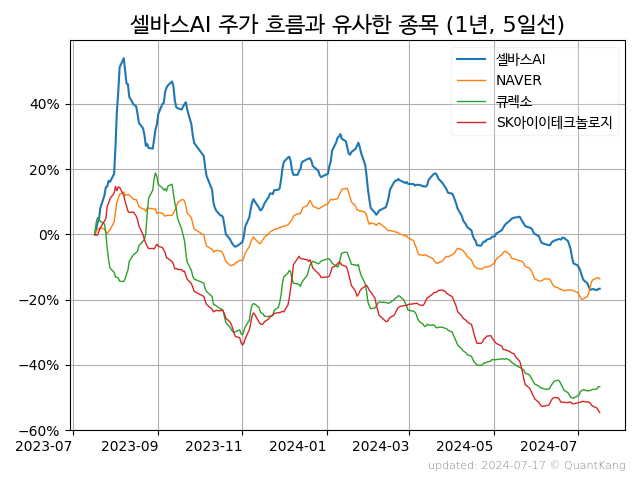 셀바스AI 주가 흐름과 유사한 종목 (1년, 5일선)
셀바스AI
NAVER
큐렉소
SK아이이테크놀로지
40%
20%
0%
−20%
−40%
−60%
2023-07 2023-09 2023-11 2024-01 2024-03 2024-05 2024-07
updated: 2024-07-17 © QuantKang